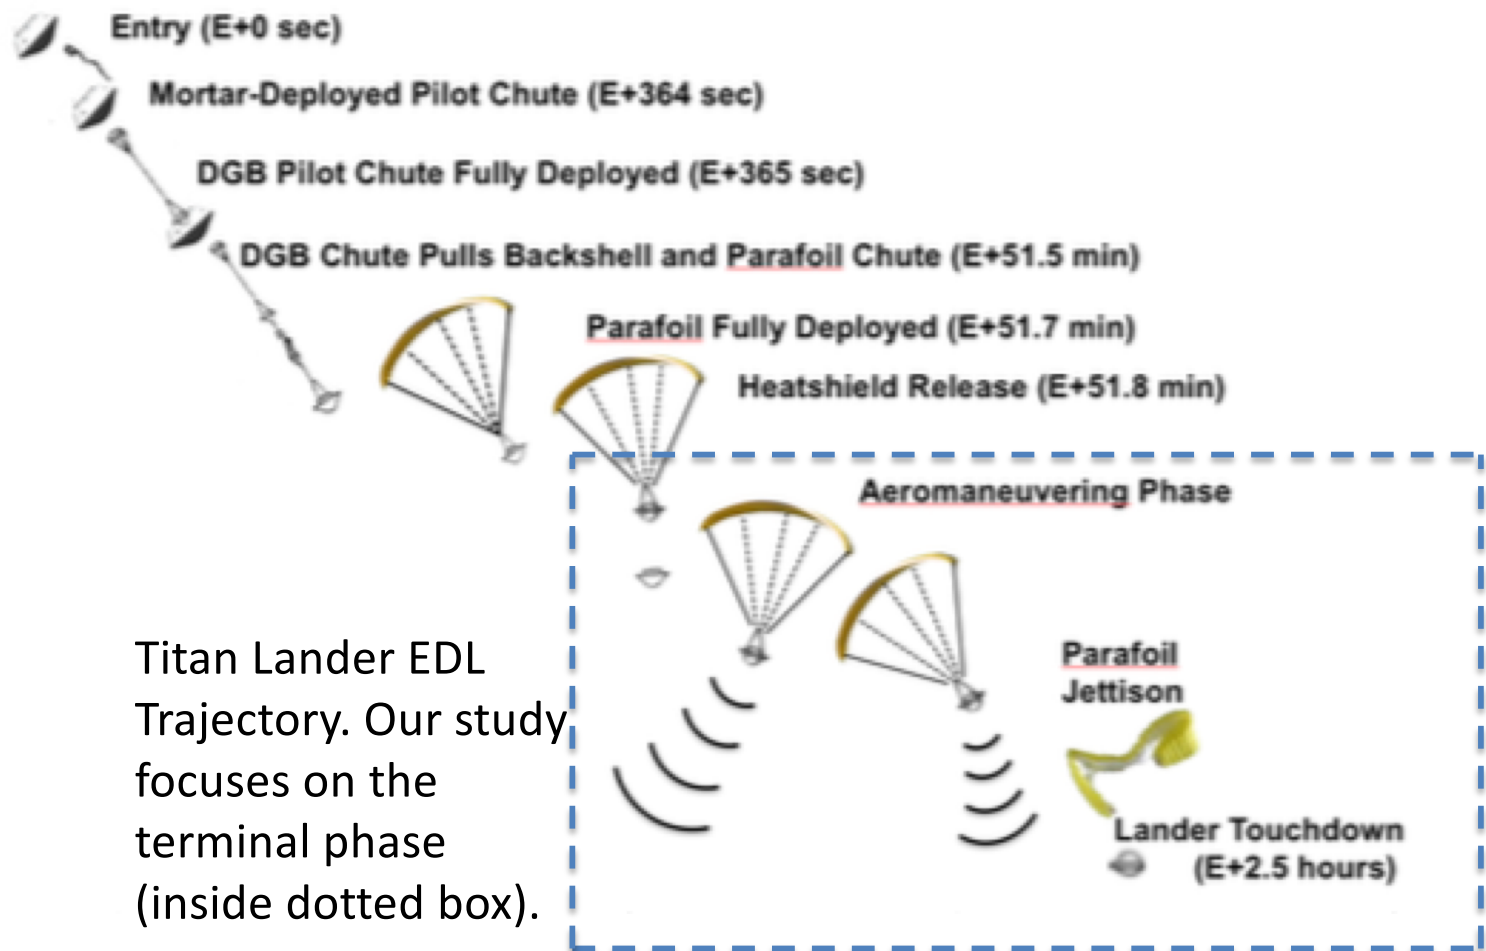 Entry (E+0 sec)
Mortar-Deployed Pilot Chute (E+364 sec)
DGB Pilot Chute Fully Deployed (E+365 sec)
DGB Chute Pulls Backshell and Parafoil Chute (E+51.5 min)
Parafoil Fully Deployed (E+51.7 min)
Heatshield Release (E+51.8 min)
Aeromaneuvering Phase
Titan Lander EDL
Trajectory. Our study
focuses on the
terminal phase
(inside dotted box).
Parafoil
Jettison
Lander Touchdown
(E+2.5 hours)